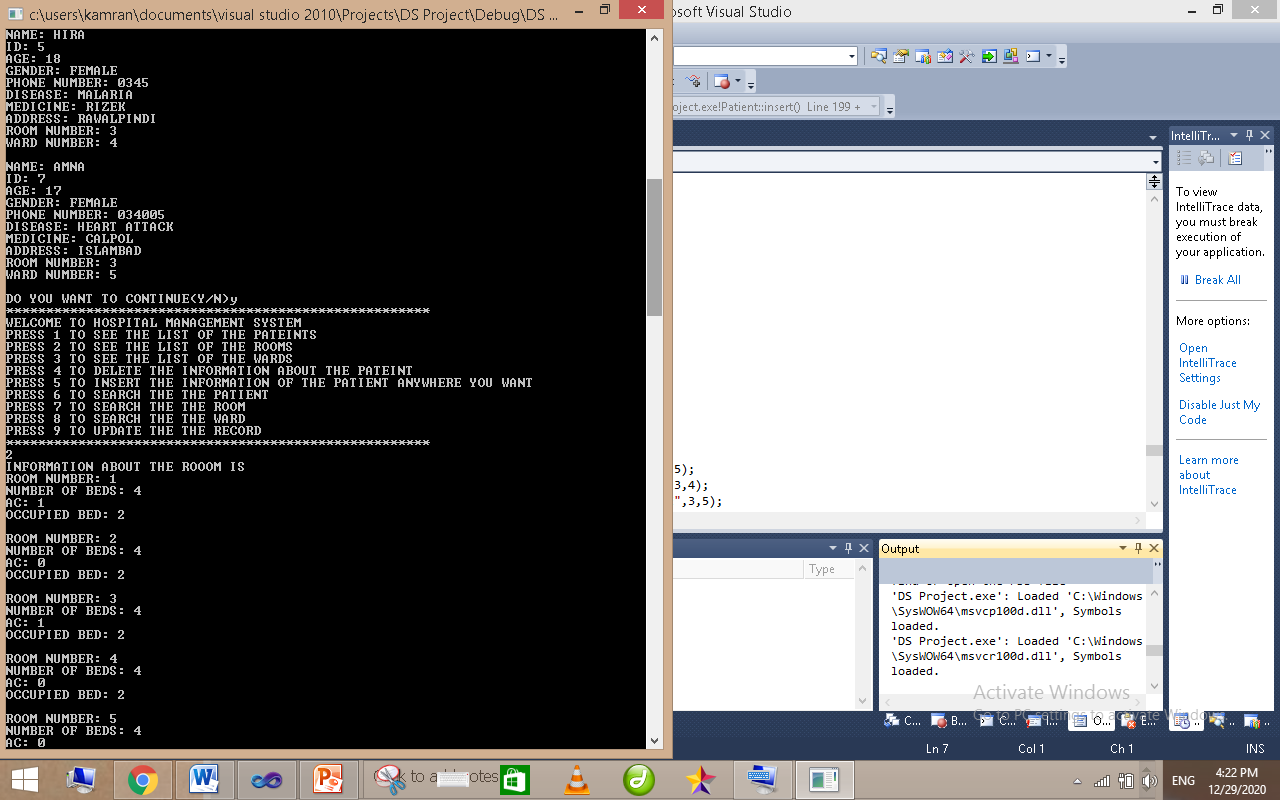 c:\users\kamran\documents\visual studio 2010\Projects\DS Project\Debug\DS ...
NAME: HIRA
ID: 5
AGE: 18
GENDER: FEMALE
PHONE NUMBER: 0345
DISEASE: MALARIA
MEDICINE: RIZEK
ADDRESS: RAWALPINDI
ROOM NUMBER: 3
WARD NUMBER: 4
NAME: AMNA
ID: 7
AGE: 17
GENDER: FEMALE
PHONE NUMBER: 034005
DISEASE: HEART ATTACK
MEDICINE: CALPOL
ADDRESS: ISLAMBAD
ROOM NUMBER: 3
WARD NUMBER: 5
DO YOU WANT TO CONTINUE(Y/N)y
*****************************************************
WELCOME TO HOSPITAL MANAGEMENT SYSTEM
PRESS 1 TO SEE THE LIST OF THE PATEINTS
PRESS 2 TO SEE THE LIST OF THE ROOMS
PRESS 3 TO SEE THE LIST OF THE WARDS
PRESS 4 TO DELETE THE INFORMATION ABOUT THE PATEINT
PRESS 5 TO INSERT THE INFORMATION OF THE PATIENT ANYWHERE YOU WANT
PRESS 6 TO SEARCH THE THE PATIENT
PRESS 7 TO SEARCH THE THE ROOM
PRESS 8 TO SEARCH THE THE WARD
PRESS 9 TO UPDATE THE THE RECORD
*****************************************************
2
INFORMATION ABOUT THE ROOOM IS
ROOM NUMBER: 1
NUMBER OF BEDS: 4
AC: 1
OCCUPIED BED: 2
ROOM NUMBER: 2
NUMBER OF BEDS: 4
AC: 0
OCCUPIED BED: 2
ROOM NUMBER: 3
NUMBER OF BEDS: 4
AC: 1
OCCUPIED BED: 2
ROOM NUMBER: 4
NUMBER OF BEDS: 4
AC: 0
OCCUPIED BED: 2
ROOM NUMBER: 5
NUMBER OF BEDS: 4
AC: 0
osoft Visual Studio
oject.exe!Patient::insert() Line 199 +
5);
3,4);
",3,5);
Type
Output
'DS Project.exe': Loaded 'C:\Windows
\SysWOW64\msvcp100d.dll', Symbols
loaded.
'DS Project.exe': Loaded 'C:\Windows
\SysWOW64\msvcr100d.dll', Symbols
loaded.
IntelliTr...
To view
IntelliTrace data,
you must break
execution of
your application.
Break All
More options:
Open
IntelliTrace
Settings
Disable Just My
Code
Learn more
about
IntelliTrace
Activate Windows
Go to PC settings to activate Windows.
C... B... C... I... O... E...
Ln 7 Col 1 Ch 1 INS
Click to add notes
ENG
4:22 PM
12/29/2020